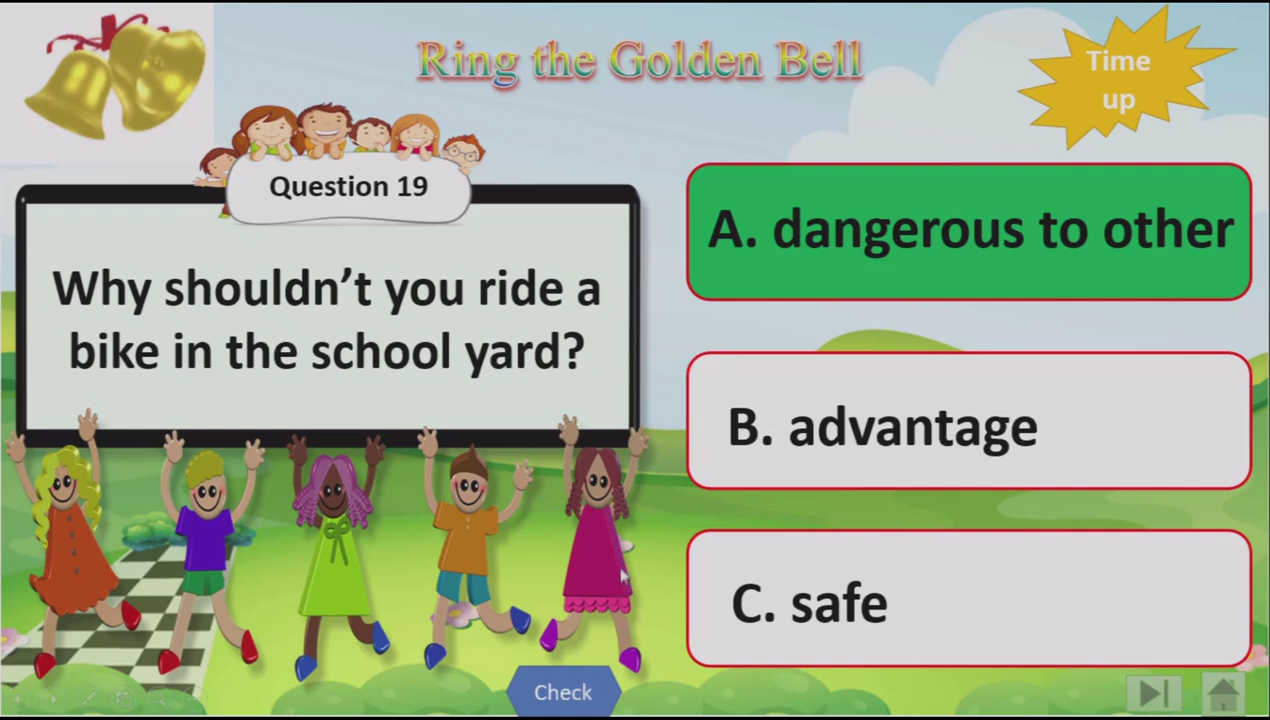 Ring the Golden Bell
Time
up
Question 19
Why shouldn’t you ride a
bike in the school yard?
A. dangerous to other
B. advantage
C. safe
Check